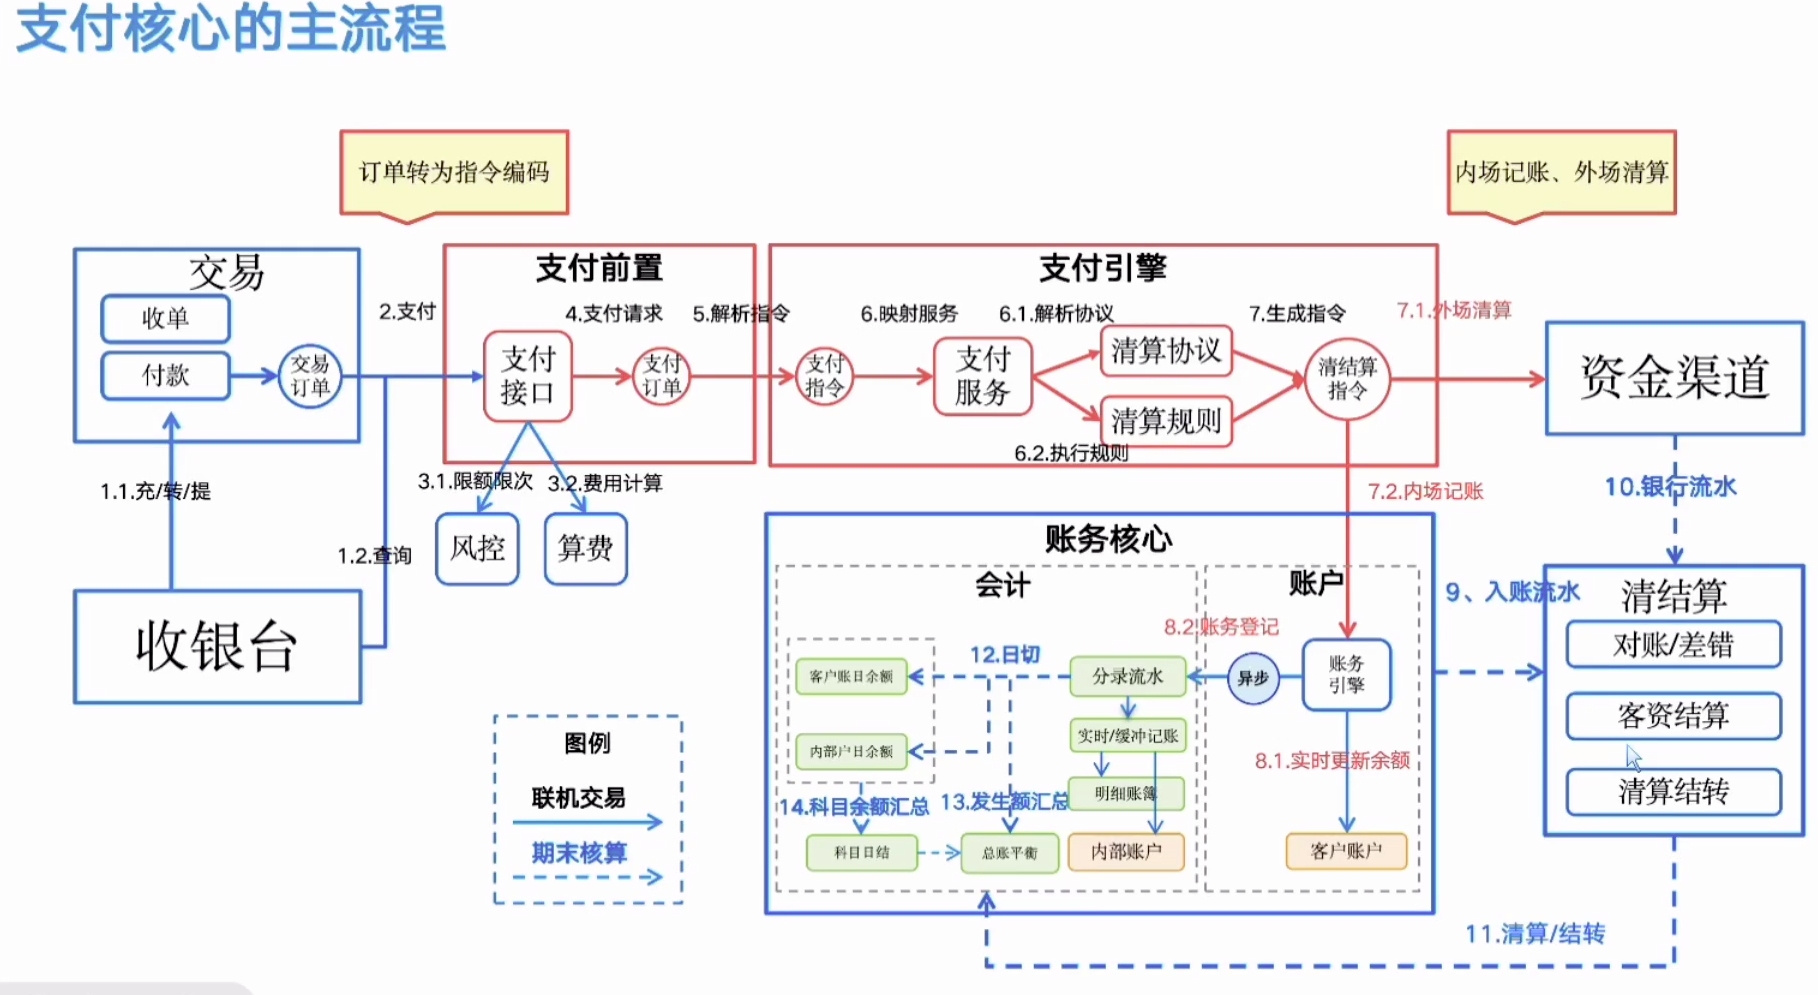 支付核心的主流程
订单转为指令编码
内场记账、外场清算
交易
收单
付款
交易
订单
2.支付
1.1.充/转/提
1.2.查询
收银台
支付前置
4.支付请求
5.解析指令
支付
接口
支付
订单
3.1.限额限次
3.2.费用计算
风控
算费
支付引擎
6.映射服务
6.1.解析协议
7.生成指令
7.1.外场清算
支付
指令
支付
服务
清算协议
清算规则
清结算
指令
6.2.执行规则
7.2.内场记账
资金渠道
10.银行流水
账务核心
会计
账户
9、入账流水
8.2.账务登记
12.日切
客户账日余额
分录流水
异步
账务
引擎
内部户日余额
实时/缓冲记账
8.1.实时更新余额
14.科目余额汇总
13.发生额汇总
明细账簿
科目日结
总账平衡
内部账户
客户账户
清结算
对账/差错
客资结算
清算结转
11.清算/结转
图例
联机交易
期末核算